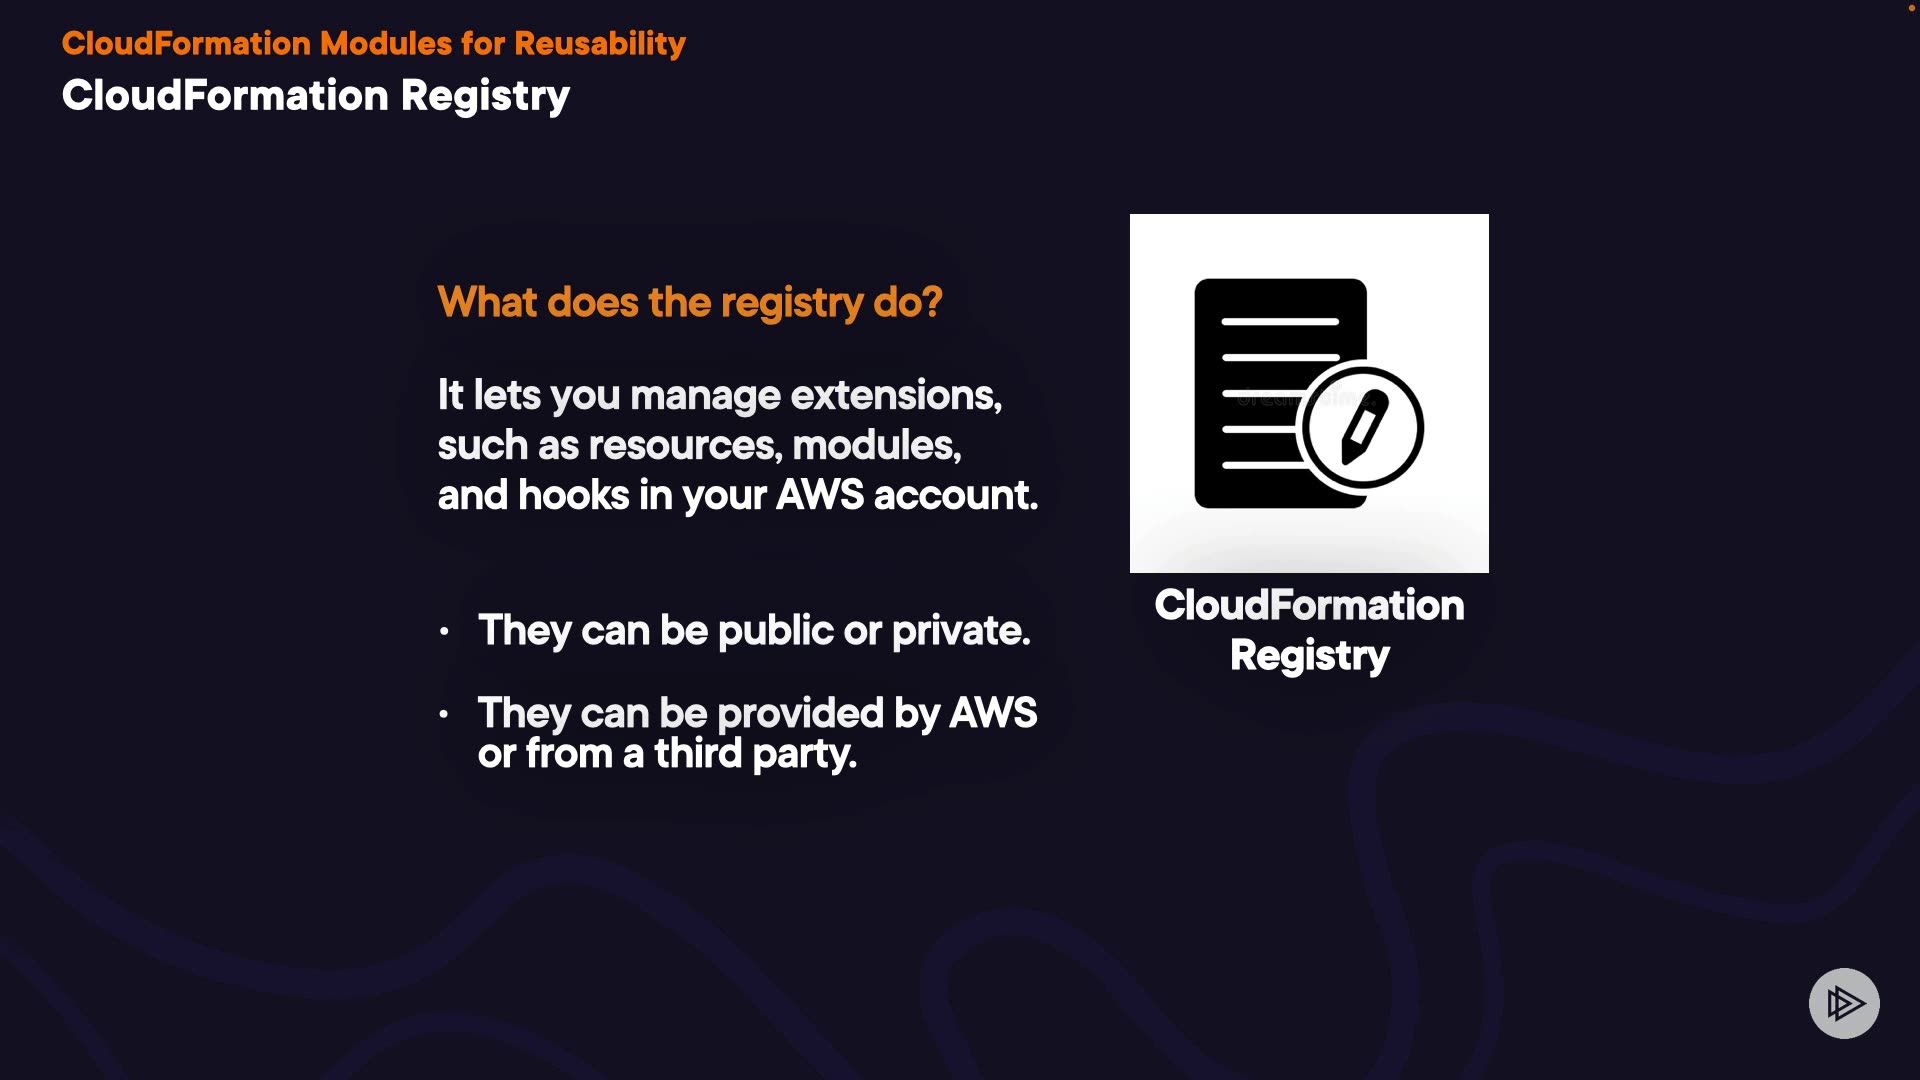 CloudFormation Modules for Reusability
CloudFormation Registry
What does the registry do?
It lets you manage extensions,
such as resources, modules,
and hooks in your AWS account.
• They can be public or private.
• They can be provided by AWS
or from a third party.
CloudFormation
Registry